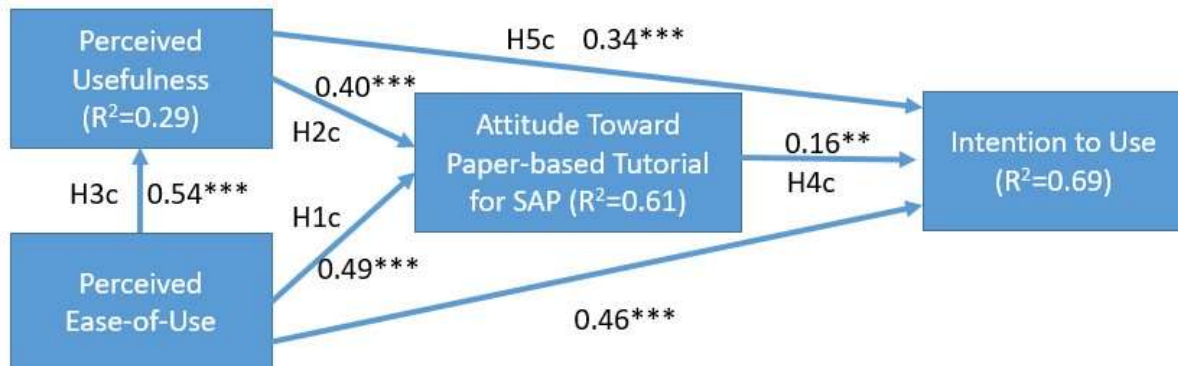 Perceived
Usefulness
(R²=0.29)
H5c 0.34***
0.40***
H2c
Attitude Toward
Paper-based Tutorial
for SAP (R²=0.61)
0.16**
H4c
Intention to Use
(R²=0.69)
H3c 0.54***
H1c
0.49***
Perceived
Ease-of-Use
0.46***